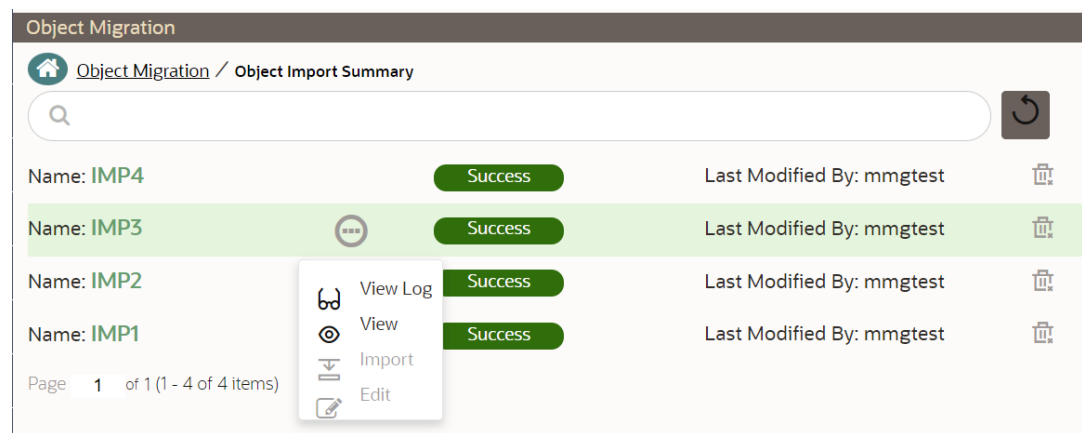 Object Migration
Object Migration / Object Import Summary
Name: IMP4 Success Last Modified By: mmgtest
Name: IMP3 Success Last Modified By: mmgtest
Name: IMP2 Success Last Modified By: mmgtest
Name: IMP1 Success Last Modified By: mmgtest
View Log
View
Import
Edit
Page 1 of 1 (1 - 4 of 4 items)